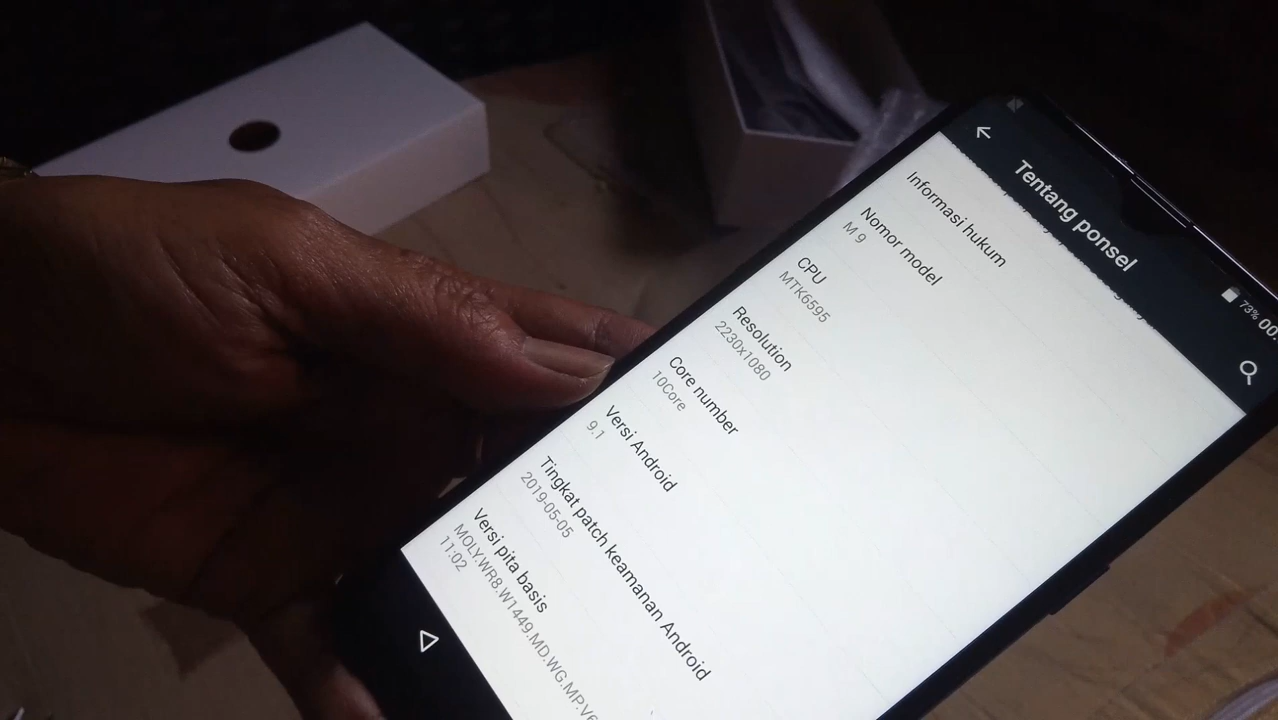 73%
Tentang ponsel
Informasi hukum
Nomor model
M 9
CPU
MTK6595
Resolution
2230x1080
Core number
10Core
Versi Android
9.1
Tingkat patch keamanan Android
2019-05-05
Versi pita basis
MOLY.WR8.W1449.MD.WG.MP.V6
11:02